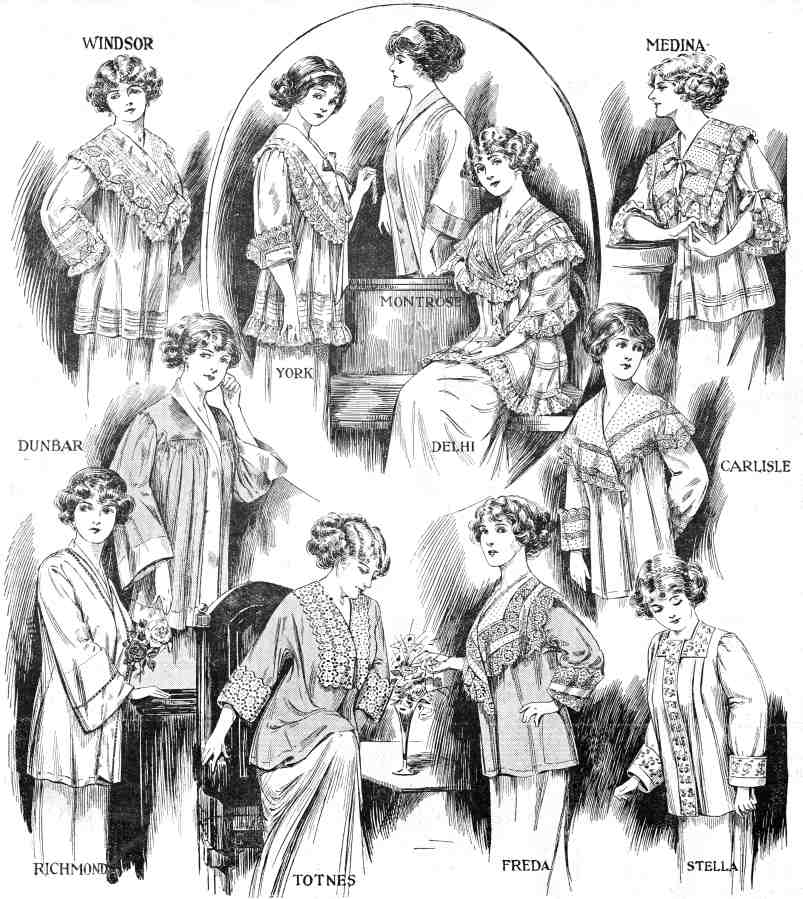 WINDSOR
MEDINA
MONTROSE
YORK
DELHI
DUNBAR
CARLISLE
RICHMOND
TOTNES
FREDA
STELLA